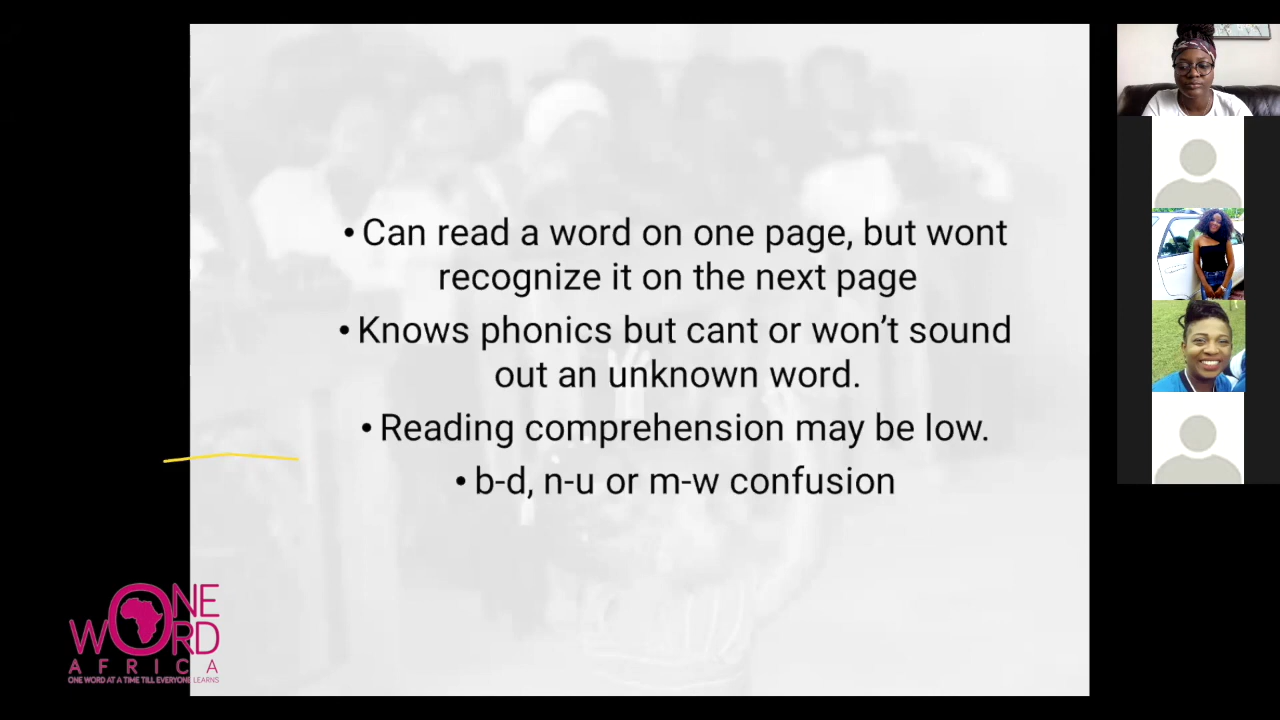 • Can read a word on one page, but wont
recognize it on the next page
• Knows phonics but cant or won’t sound
out an unknown word.
• Reading comprehension may be low.
• b-d, n-u or m-w confusion
ONE
WORD
AFRICA
ONE WORD AT A TIME TILL EVERYONE LEARNS